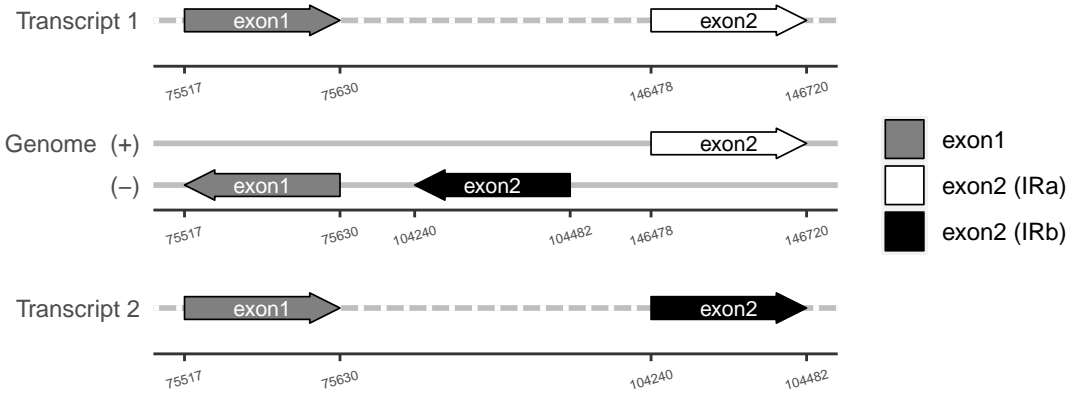 Transcript 1
exon1
exon2
75517
75630
146478
146720
Genome (+)
exon2
(−)
exon1
exon2
75517
75630
104240
104482
146478
146720
exon1
exon2 (IRa)
exon2 (IRb)
Transcript 2
exon1
exon2
75517
75630
104240
104482